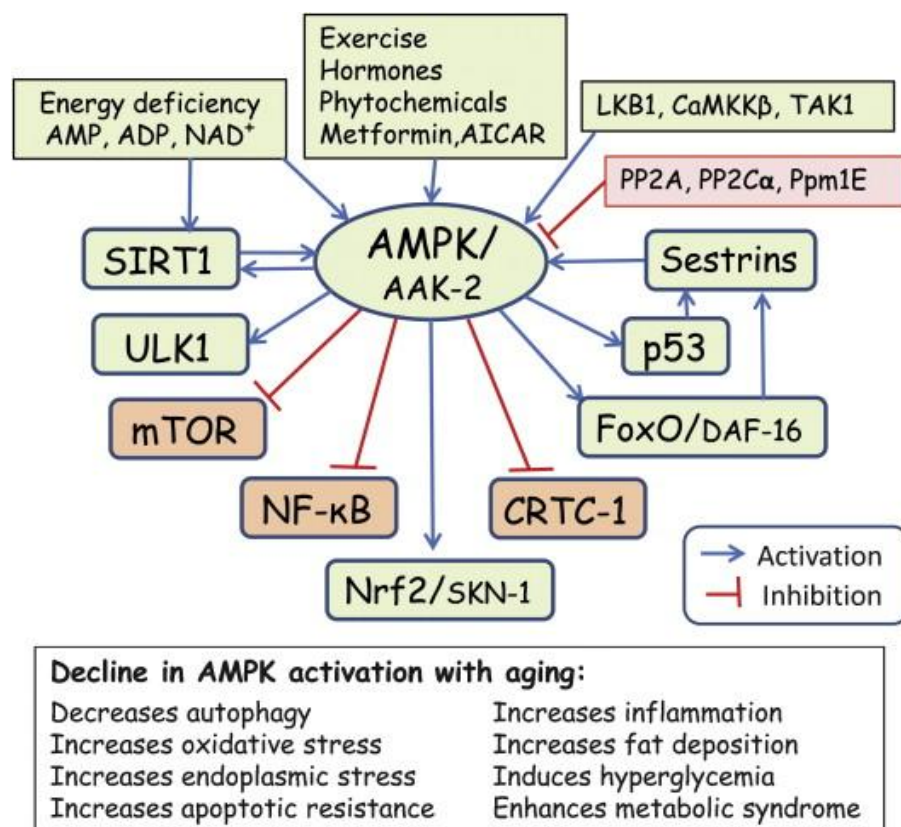 Exercise
Hormones
Phytochemicals
Metformin,AICAR
Energy deficiency
AMP, ADP, NAD⁺
LKB1, CaMKKβ, TAK1
PP2A, PP2Cα, Ppm1E
AMPK/
AAK-2
SIRT1
Sestrins
ULK1
p53
mTOR
FoxO/DAF-16
NF-κB
CRTC-1
Nrf2/SKN-1
Activation
Inhibition
Decline in AMPK activation with aging:
Decreases autophagy
Increases oxidative stress
Increases endoplasmic stress
Increases apoptotic resistance
Increases inflammation
Increases fat deposition
Induces hyperglycemia
Enhances metabolic syndrome